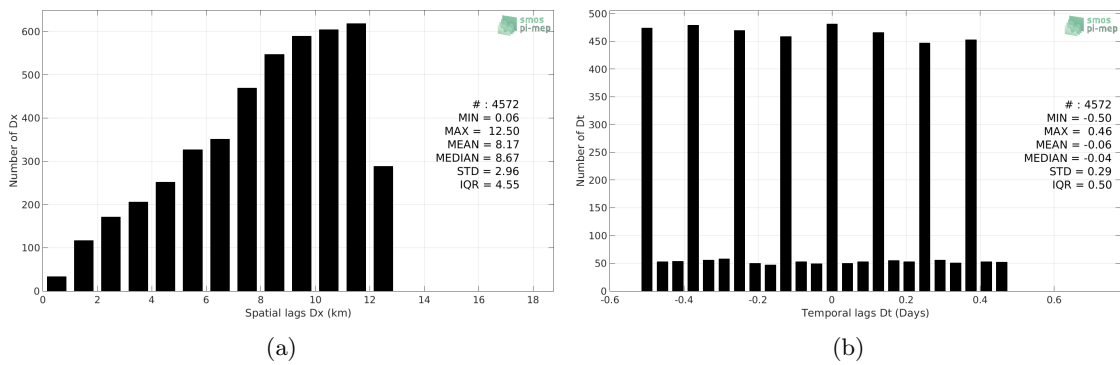 smos
pi-mep
600
500
400
300
200
100
0
Number of Dx
# : 4572
MIN = 0.06
MAX = 12.50
MEAN = 8.17
MEDIAN = 8.67
STD = 2.96
IQR = 4.55
0 2 4 6 8 10 12 14 16 18
Spatial lags Dx (km)
(a)
smos
pi-mep
500
450
400
350
300
250
200
150
100
50
0
Number of Dt
# : 4572
MIN = -0.50
MAX = 0.46
MEAN = -0.06
MEDIAN = -0.04
STD = 0.29
IQR = 0.50
-0.6 -0.4 -0.2 0 0.2 0.4 0.6
Temporal lags Dt (Days)
(b)